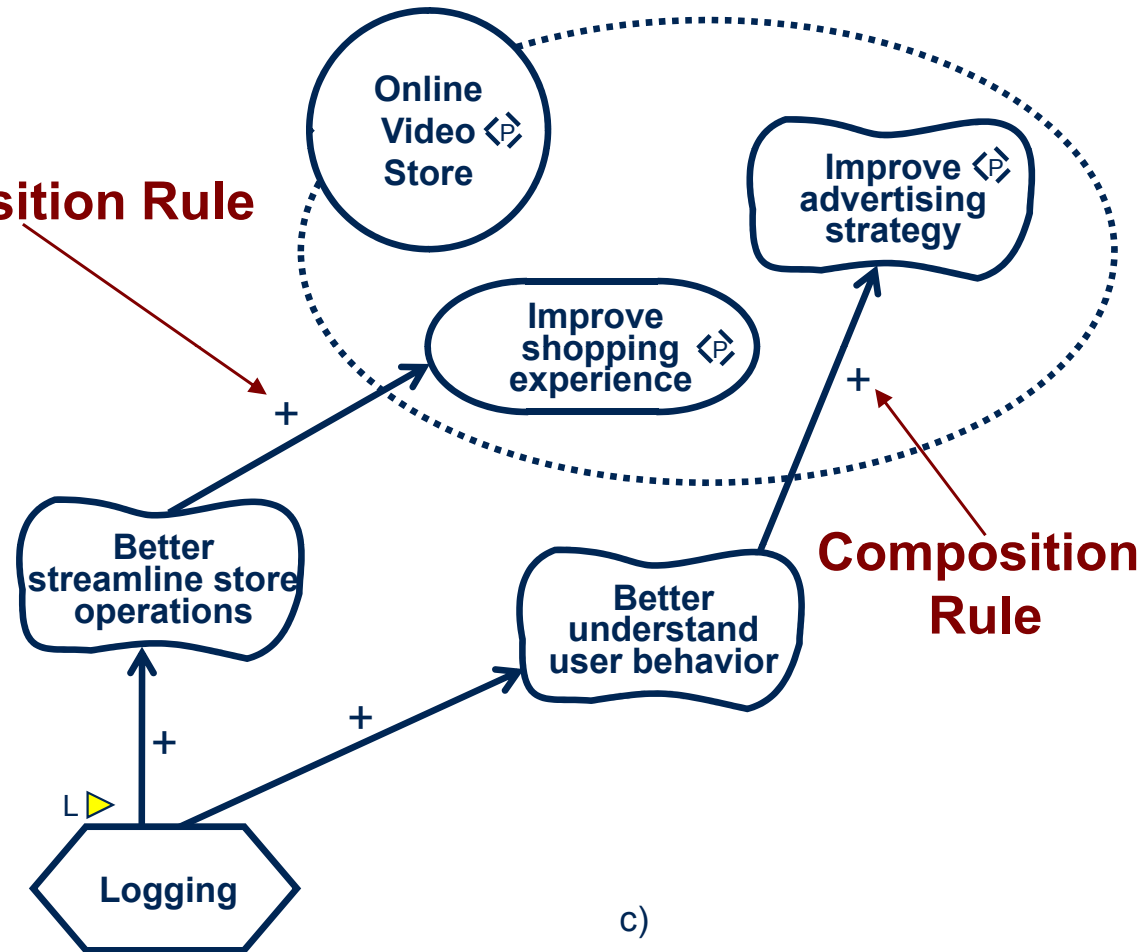 Online
Video <P>
Store
Improve <P>
advertising
strategy
sition Rule
Improve
shopping <P>
experience
+
+
Better
streamline store
operations
Composition
Rule
Better
understand
user behavior
+
+
L
Logging
c)